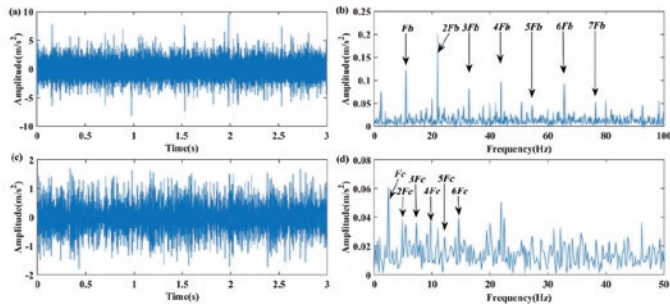 (a)
Amplitude(m/s²)
10
5
0
-5
-10
0 0.5 1 1.5 2 2.5 3
Time(s)
(b)
Amplitude(m/s²)
0.25
0.2
0.15
0.1
0.05
0
Fb 2Fb 3Fb 4Fb 5Fb 6Fb 7Fb
0 20 40 60 80 100
Frequency(Hz)
(c)
Amplitude(m/s²)
2
1
0
-1
-2
0 0.5 1 1.5 2 2.5 3
Time(s)
(d)
Amplitude(m/s²)
0.08
0.06
0.04
0.02
0
Fc 2Fc 3Fc 4Fc 5Fc 6Fc
0 10 20 30 40 50
Frequency(Hz)